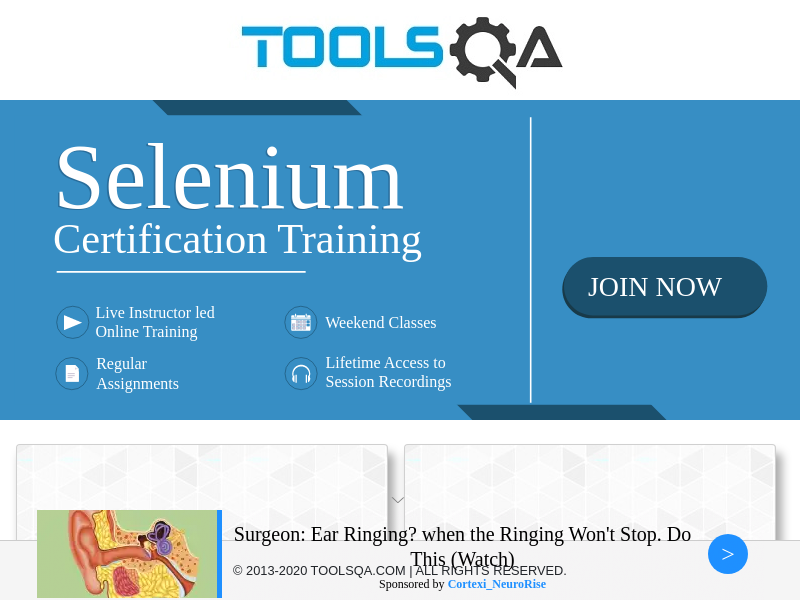 TOOLSQA
Selenium
Certification Training
JOIN NOW
Live Instructor led
Online Training
Weekend Classes
Regular
Assignments
Lifetime Access to
Session Recordings
Surgeon: Ear Ringing? when the Ringing Won't Stop. Do
This (Watch)
© 2013-2020 TOOLSQA.COM | ALL RIGHTS RESERVED.
Sponsored by Cortexi_NeuroRise
>